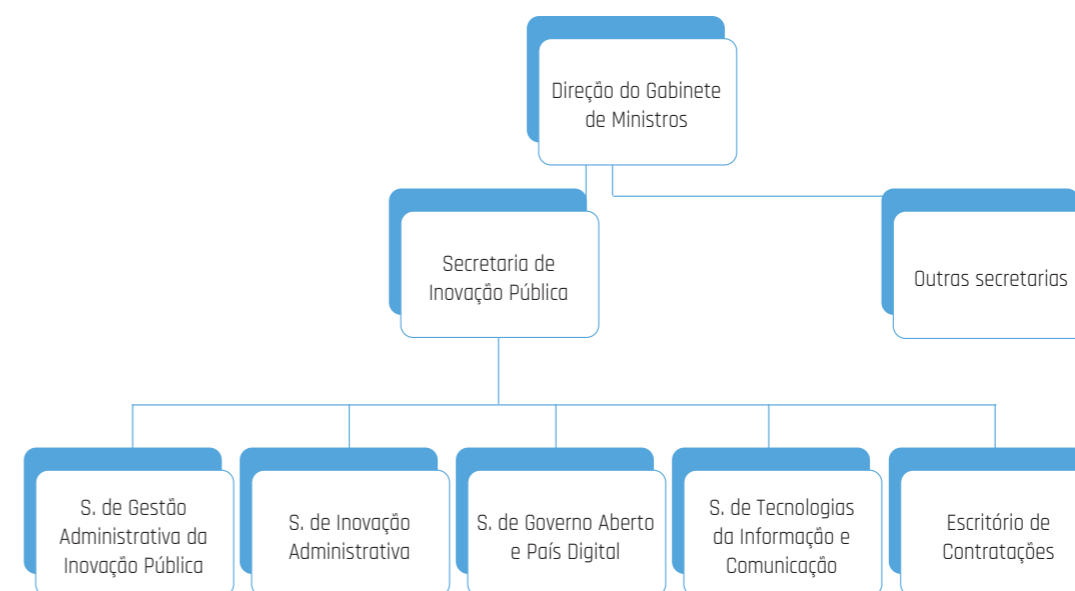 Direção do Gabinete
de Ministros
Secretaria de
Inovação Pública
Outras secretarias
S. de Gestão
Administrativa da
Inovação Pública
S. de Inovação
Administrativa
S. de Governo Aberto
e País Digital
S. de Tecnologias
da Informação e
Comunicação
Escritório de
Contratações